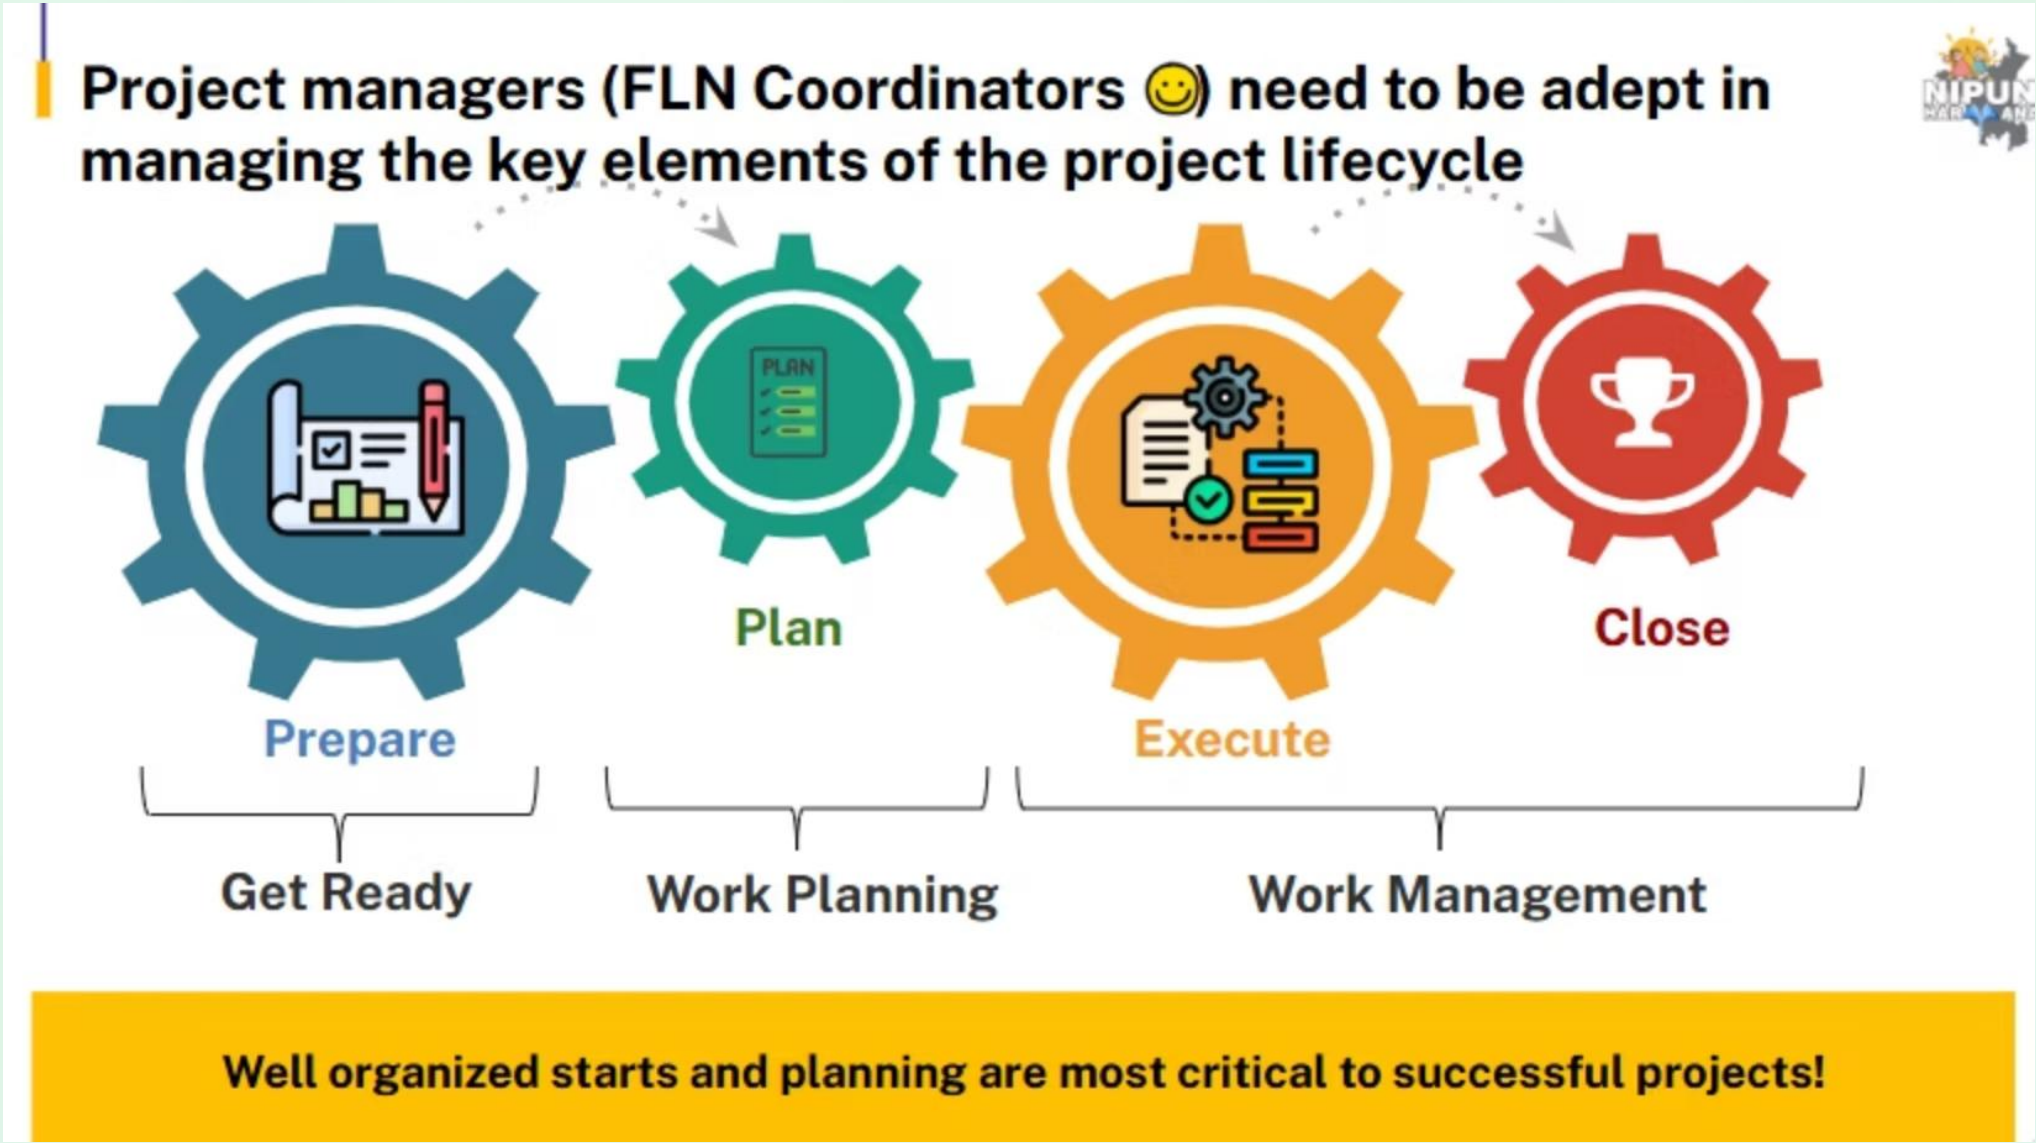 Project managers (FLN Coordinators 😊) need to be adept in
managing the key elements of the project lifecycle
NIPUN
HARYANA
PLAN
Plan
Close
Prepare
Execute
Get Ready
Work Planning
Work Management
Well organized starts and planning are most critical to successful projects!